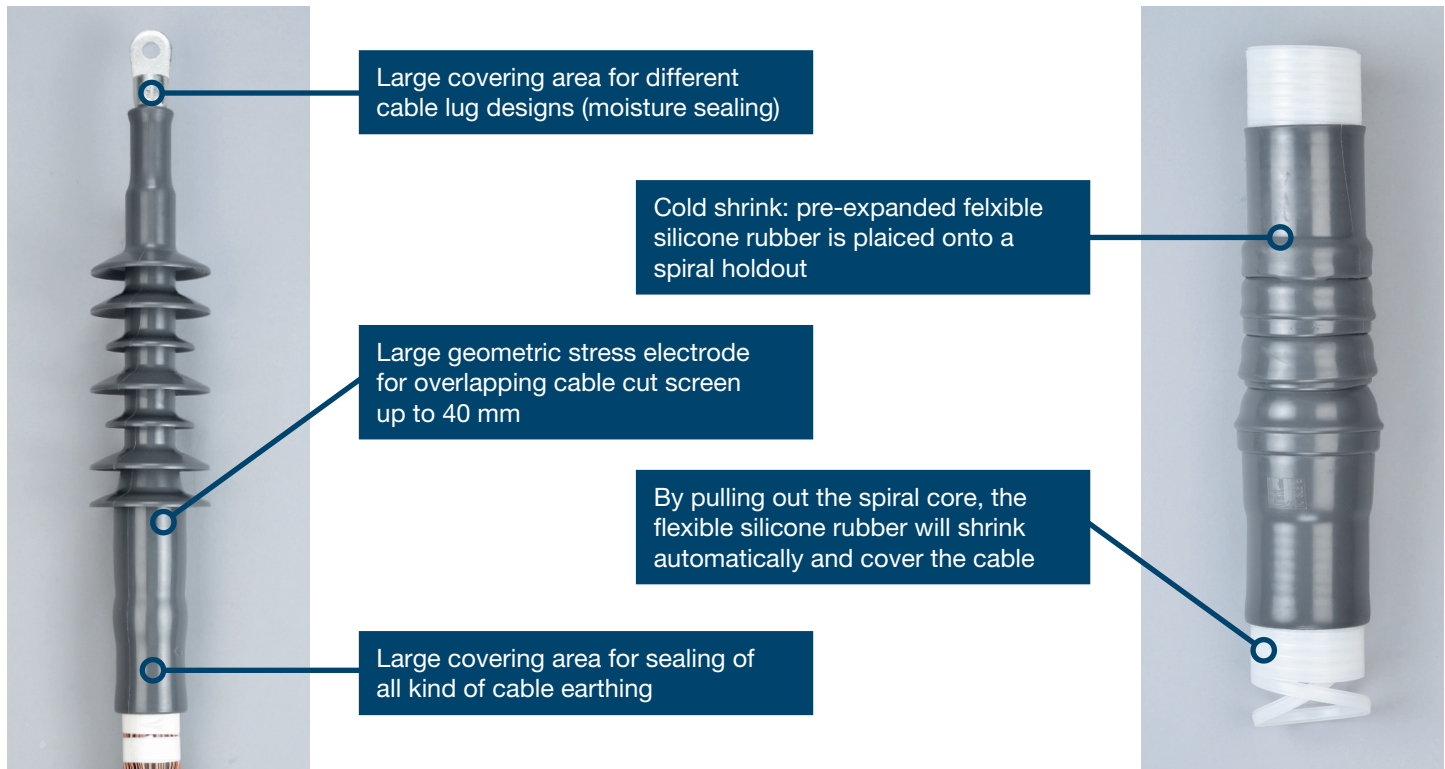 Large covering area for different
cable lug designs (moisture sealing)
Cold shrink: pre-expanded felxible
silicone rubber is plaiced onto a
spiral holdout
Large geometric stress electrode
for overlapping cable cut screen
up to 40 mm
By pulling out the spiral core, the
flexible silicone rubber will shrink
automatically and cover the cable
Large covering area for sealing of
all kind of cable earthing